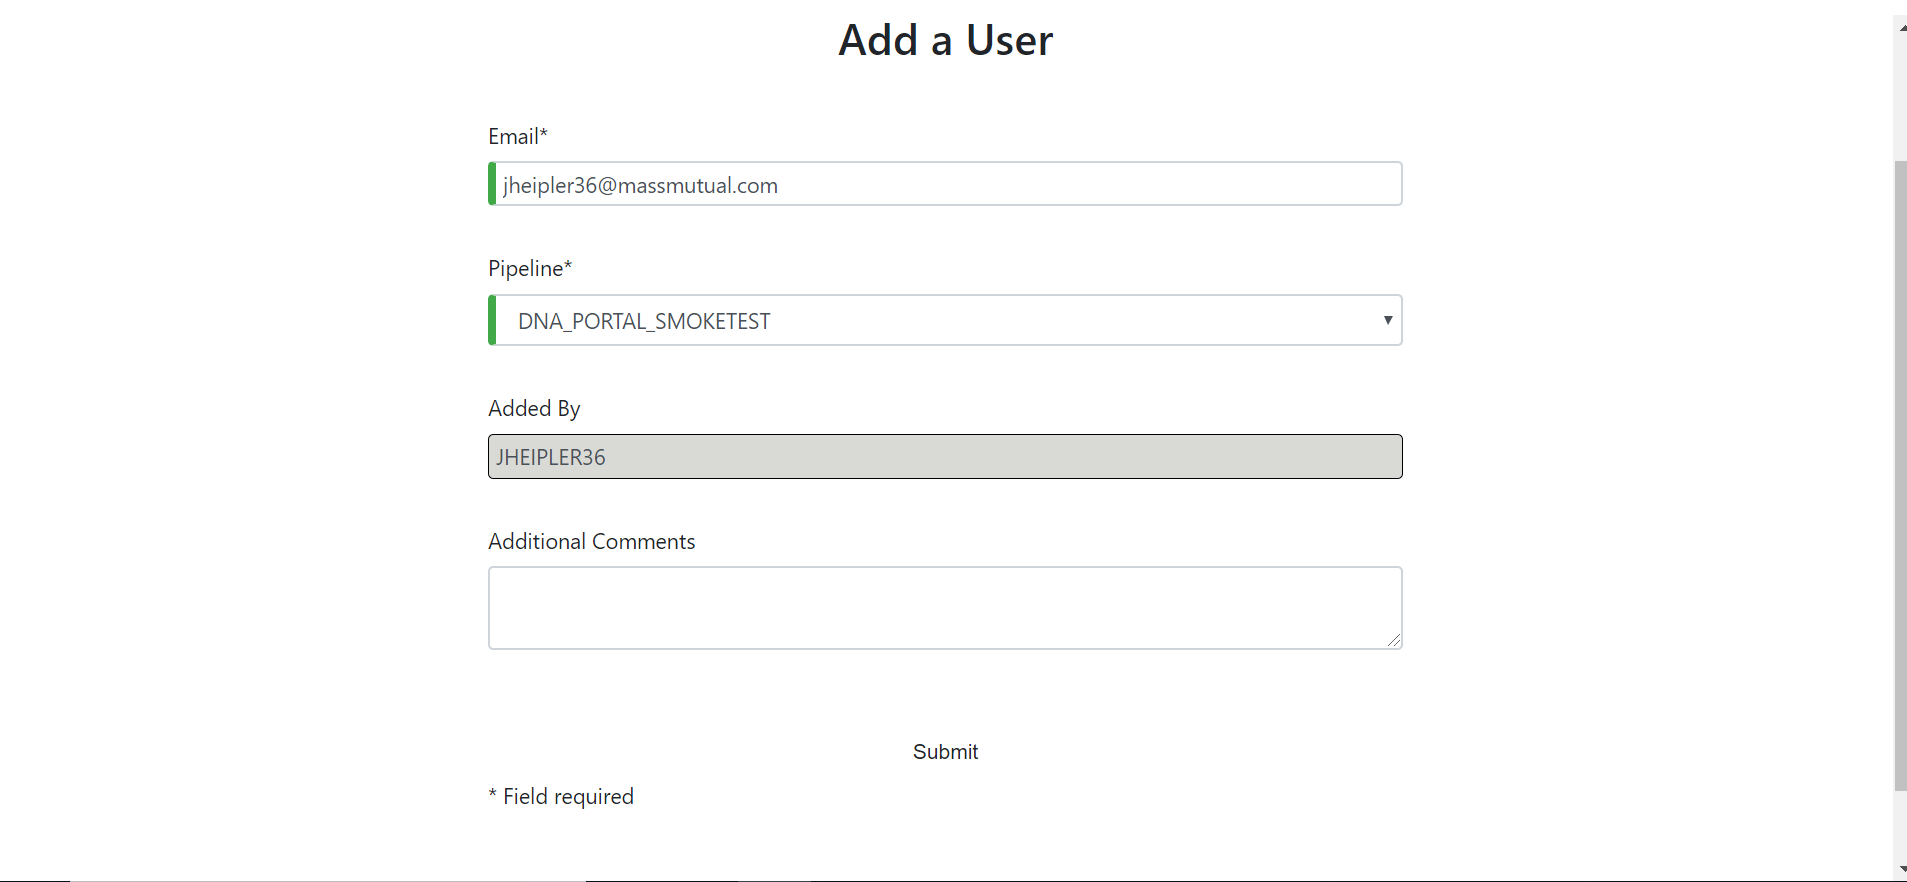 Add a User
Email*
jheipler36@massmutual.com
Pipeline*
DNA_PORTAL_SMOKETEST
Added By
JHEIPLER36
Additional Comments
Submit
* Field required